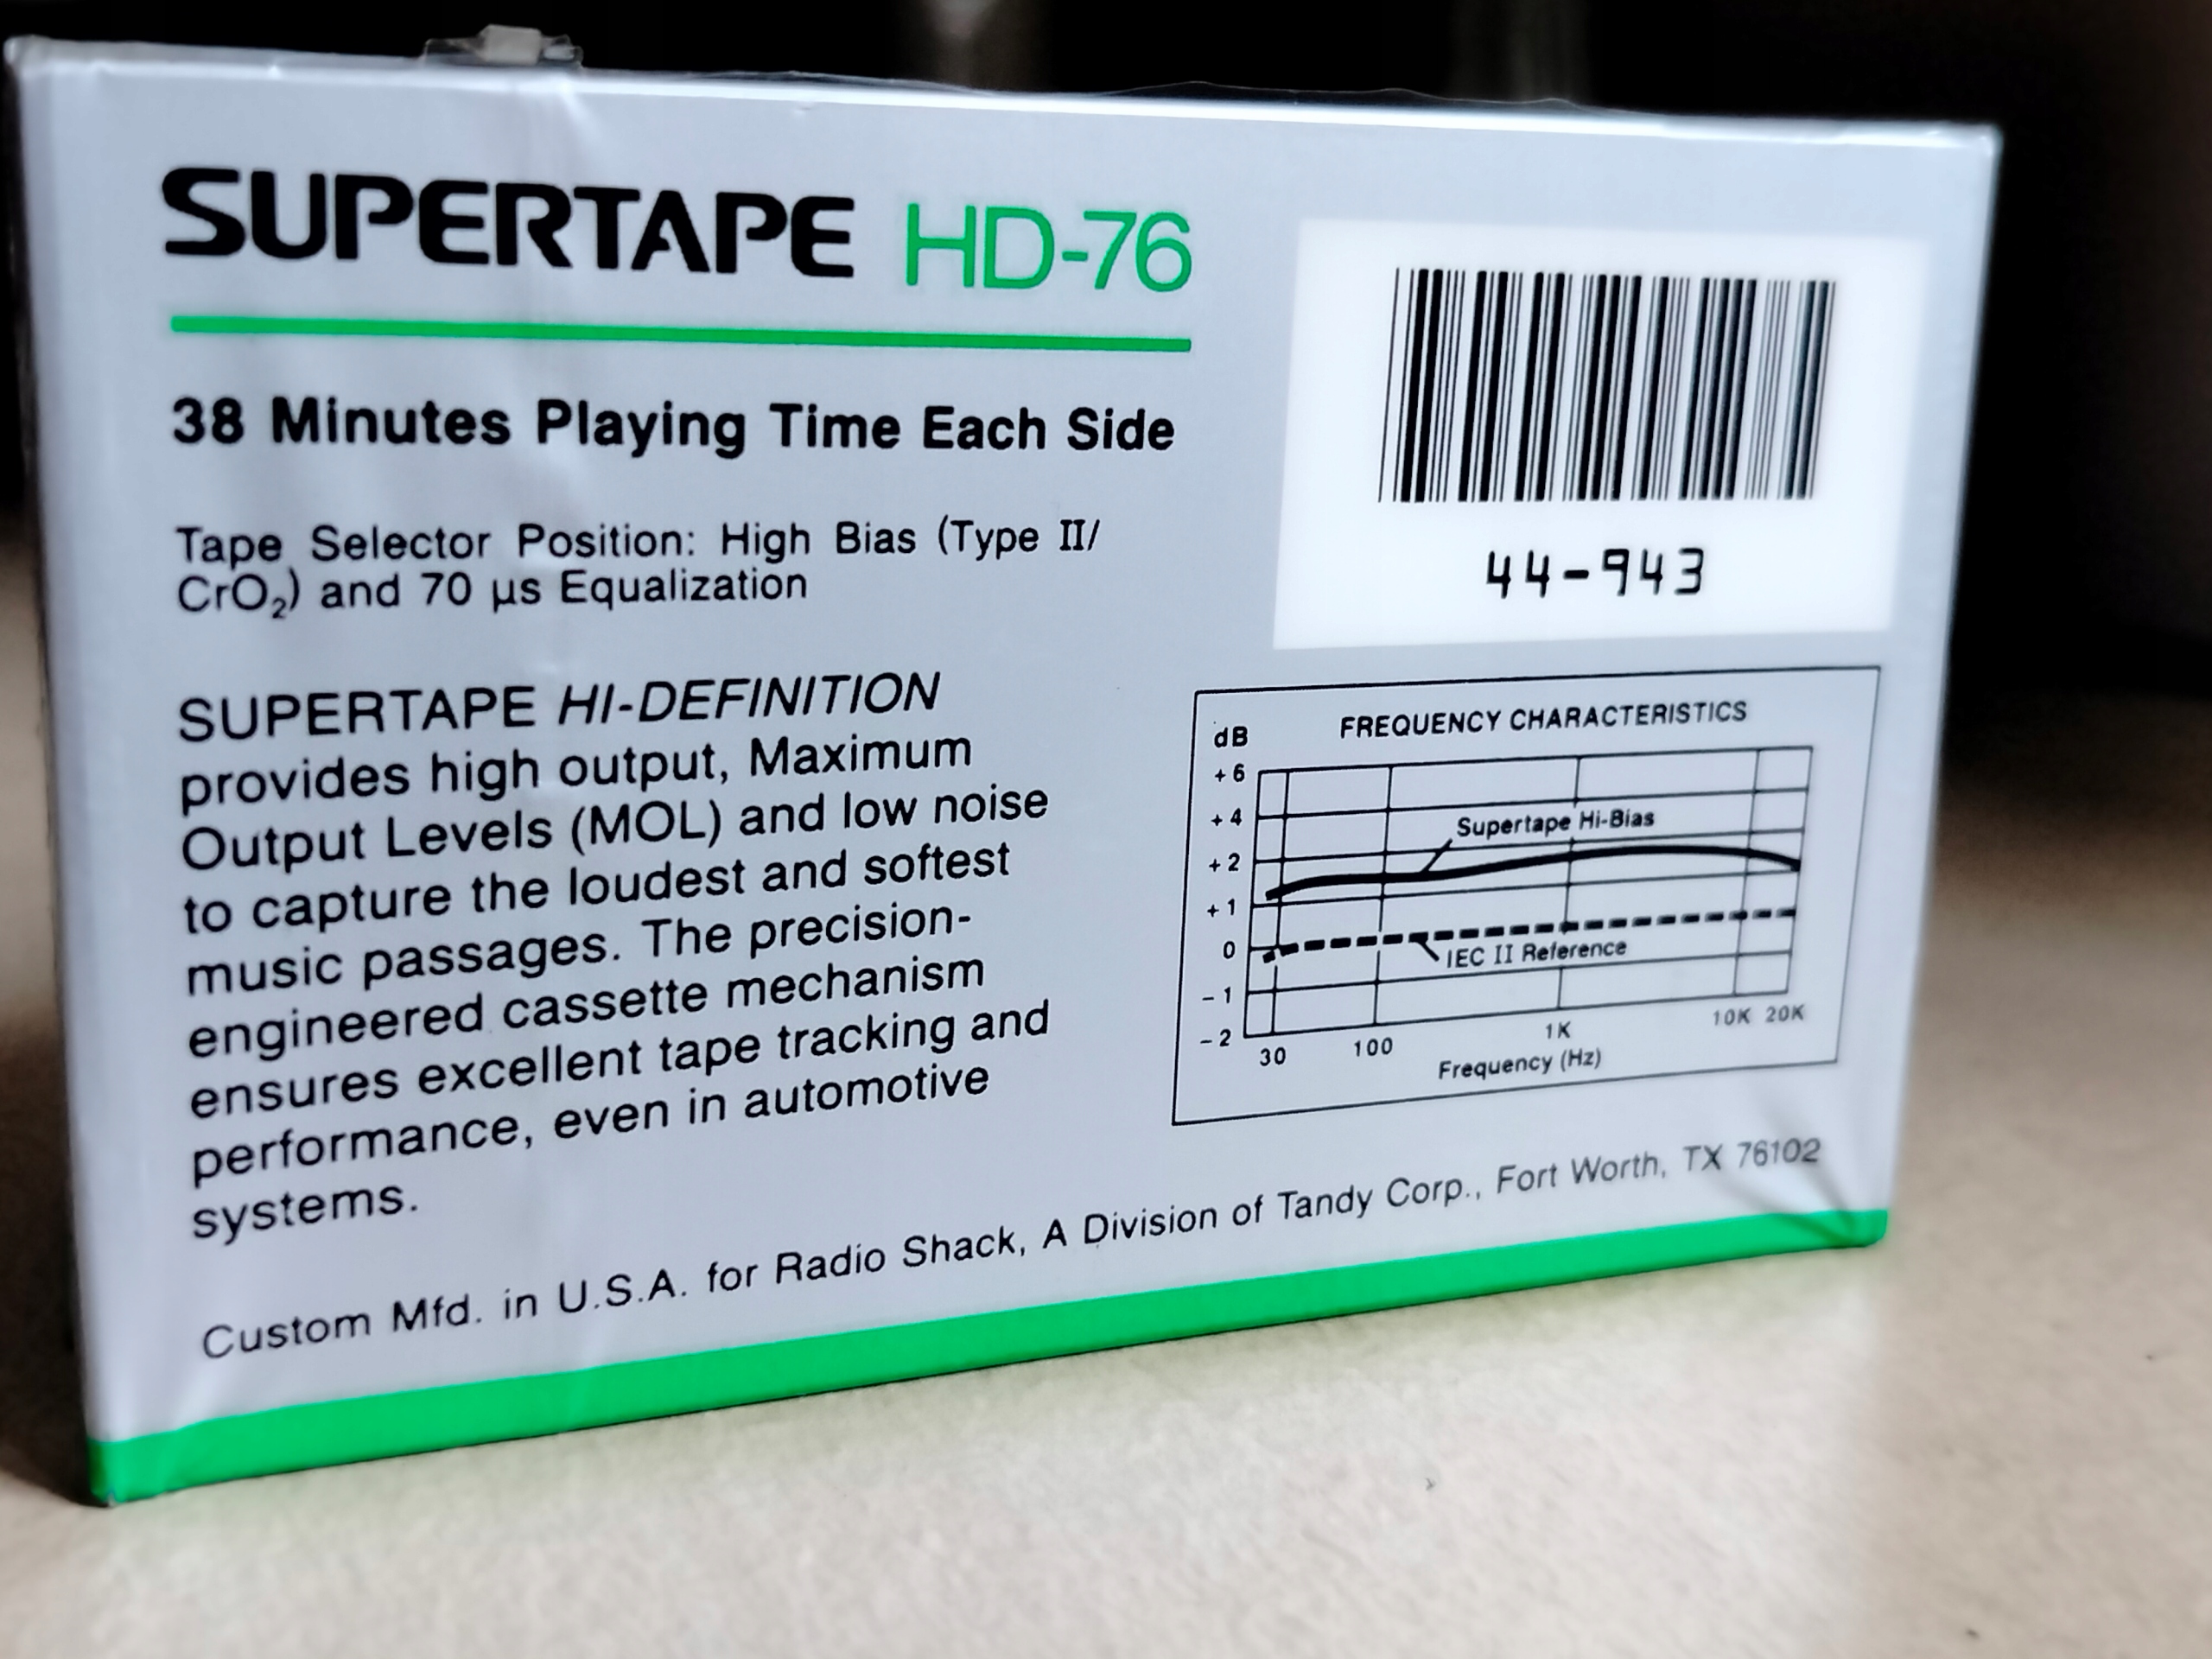 SUPERTAPE HD-76
38 Minutes Playing Time Each Side
Tape Selector Position: High Bias (Type II/
CrO₂) and 70 µs Equalization
SUPERTAPE HI-DEFINITION
provides high output, Maximum
Output Levels (MOL) and low noise
to capture the loudest and softest
music passages. The precision-
engineered cassette mechanism
ensures excellent tape tracking and
performance, even in automotive
systems.
44-943
FREQUENCY CHARACTERISTICS
dB
+6
+4
+2
+1
0
-1
-2
Supertape Hi-Bias
IEC II Reference
30 100 1K 10K 20K
Frequency (Hz)
Custom Mfd. in U.S.A. for Radio Shack, A Division of Tandy Corp., Fort Worth, TX 76102